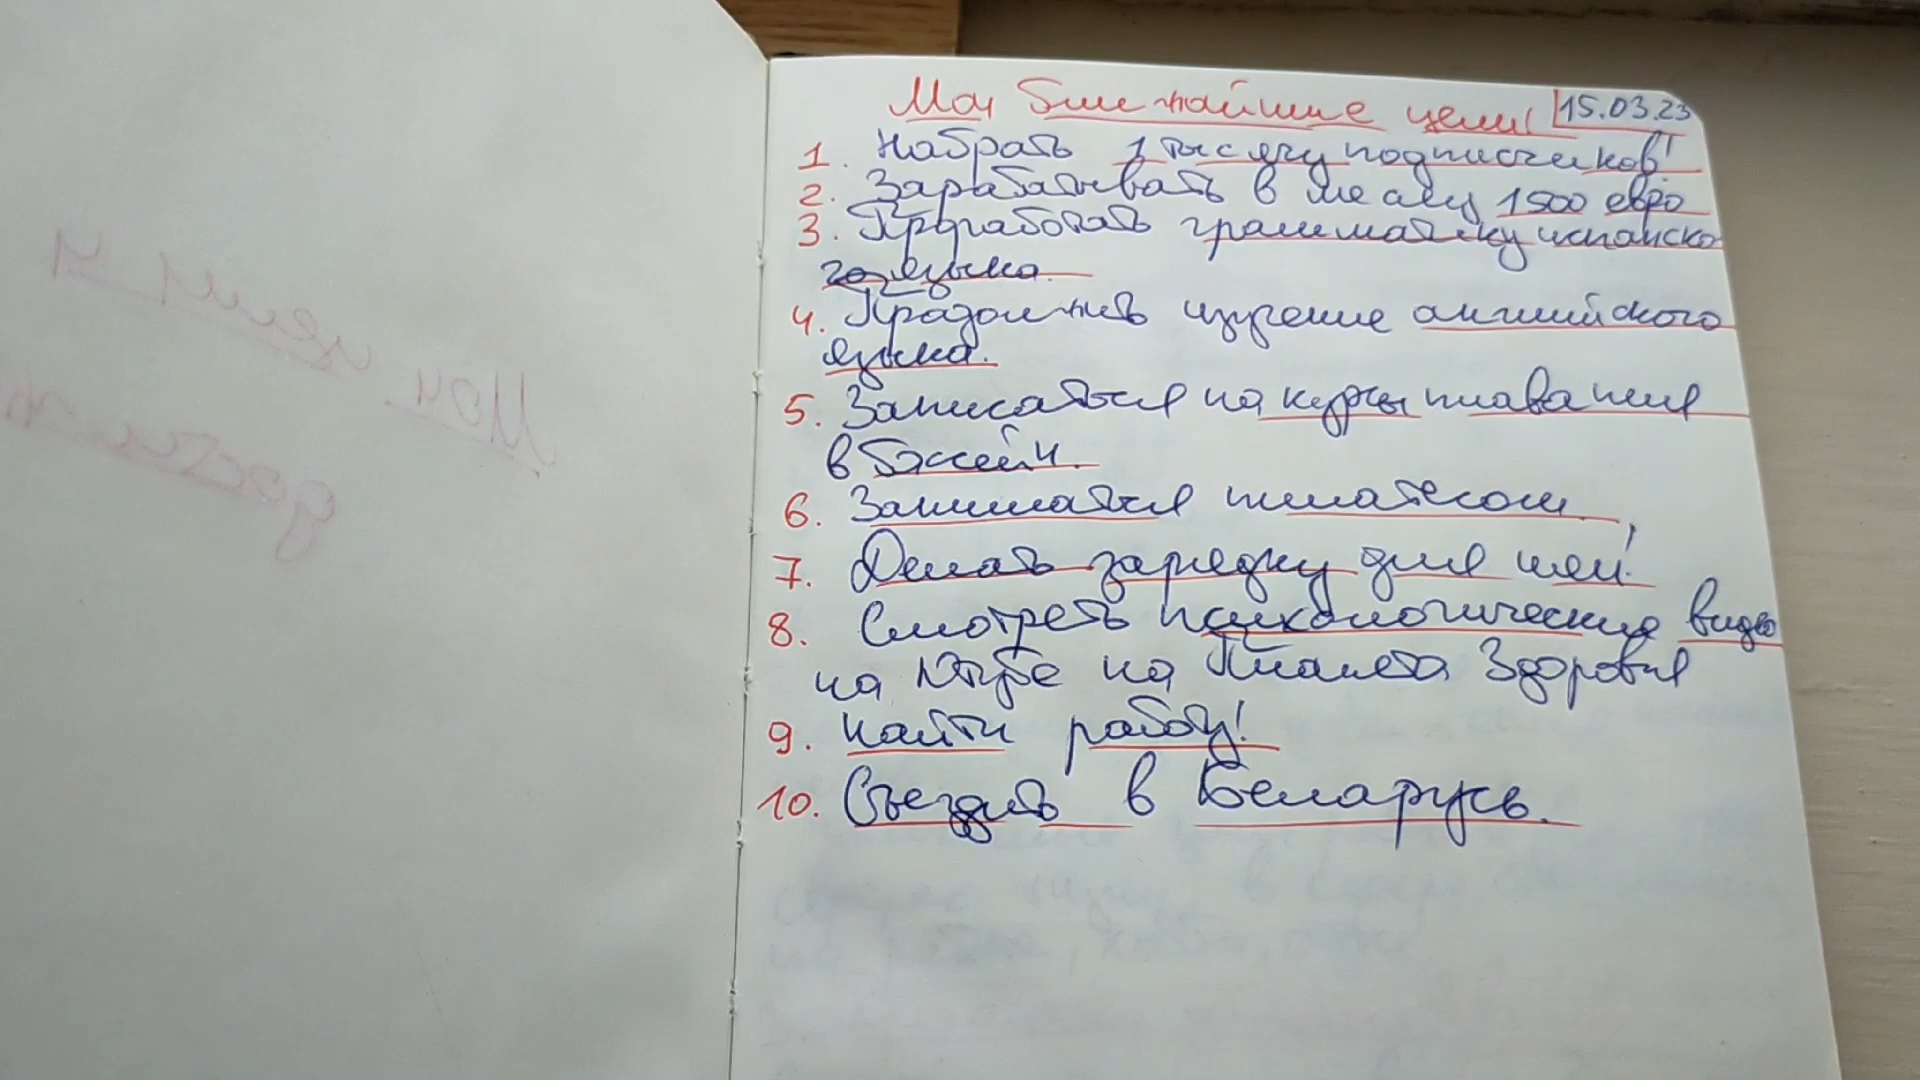 Мои ближайшие цели! 15.03.23
1. Набрать 1 тысячу подписчиков!
2. Зарабатывать в месяц 1500 евро
3. Проработать грамматику испанско
го языка.
4. Продолжить изучение английского
языка.
5. Записаться на курсы плавания
в бассейн.
6. Заниматься пилатесом.
7. Делать зарядку для шеи!
8. Смотреть психологические видео
на Ютубе на Планета Здоровья
9. Найти работу!
10. Съездить в Беларусь.